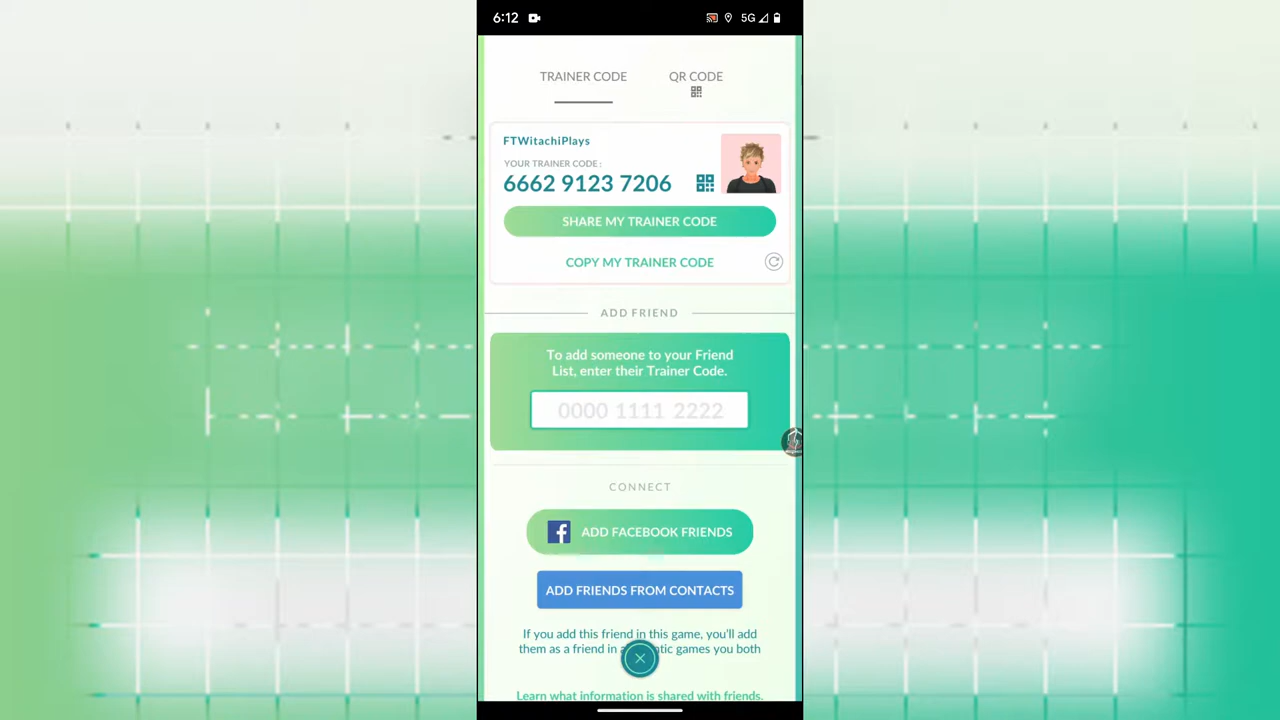 6:12
5G
TRAINER CODE
QR CODE
FTWitachiPlays
YOUR TRAINER CODE :
6662 9123 7206
SHARE MY TRAINER CODE
COPY MY TRAINER CODE
ADD FRIEND
To add someone to your Friend
List, enter their Trainer Code.
0000 1111 2222
CONNECT
ADD FACEBOOK FRIENDS
ADD FRIENDS FROM CONTACTS
If you add this friend in this game, you'll add
them as a friend in a tic games you both
Learn what information is shared with friends.